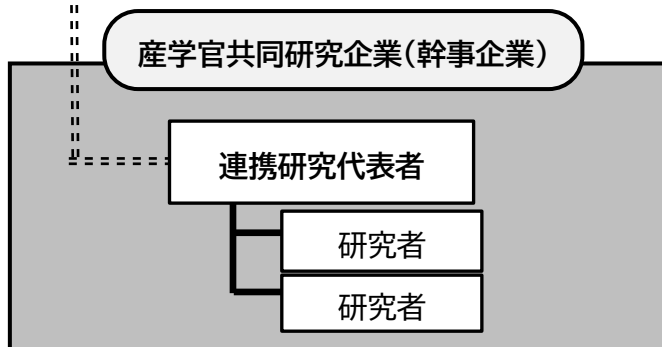 産学官共同研究企業（幹事企業）
連携研究代表者
研究者
研究者